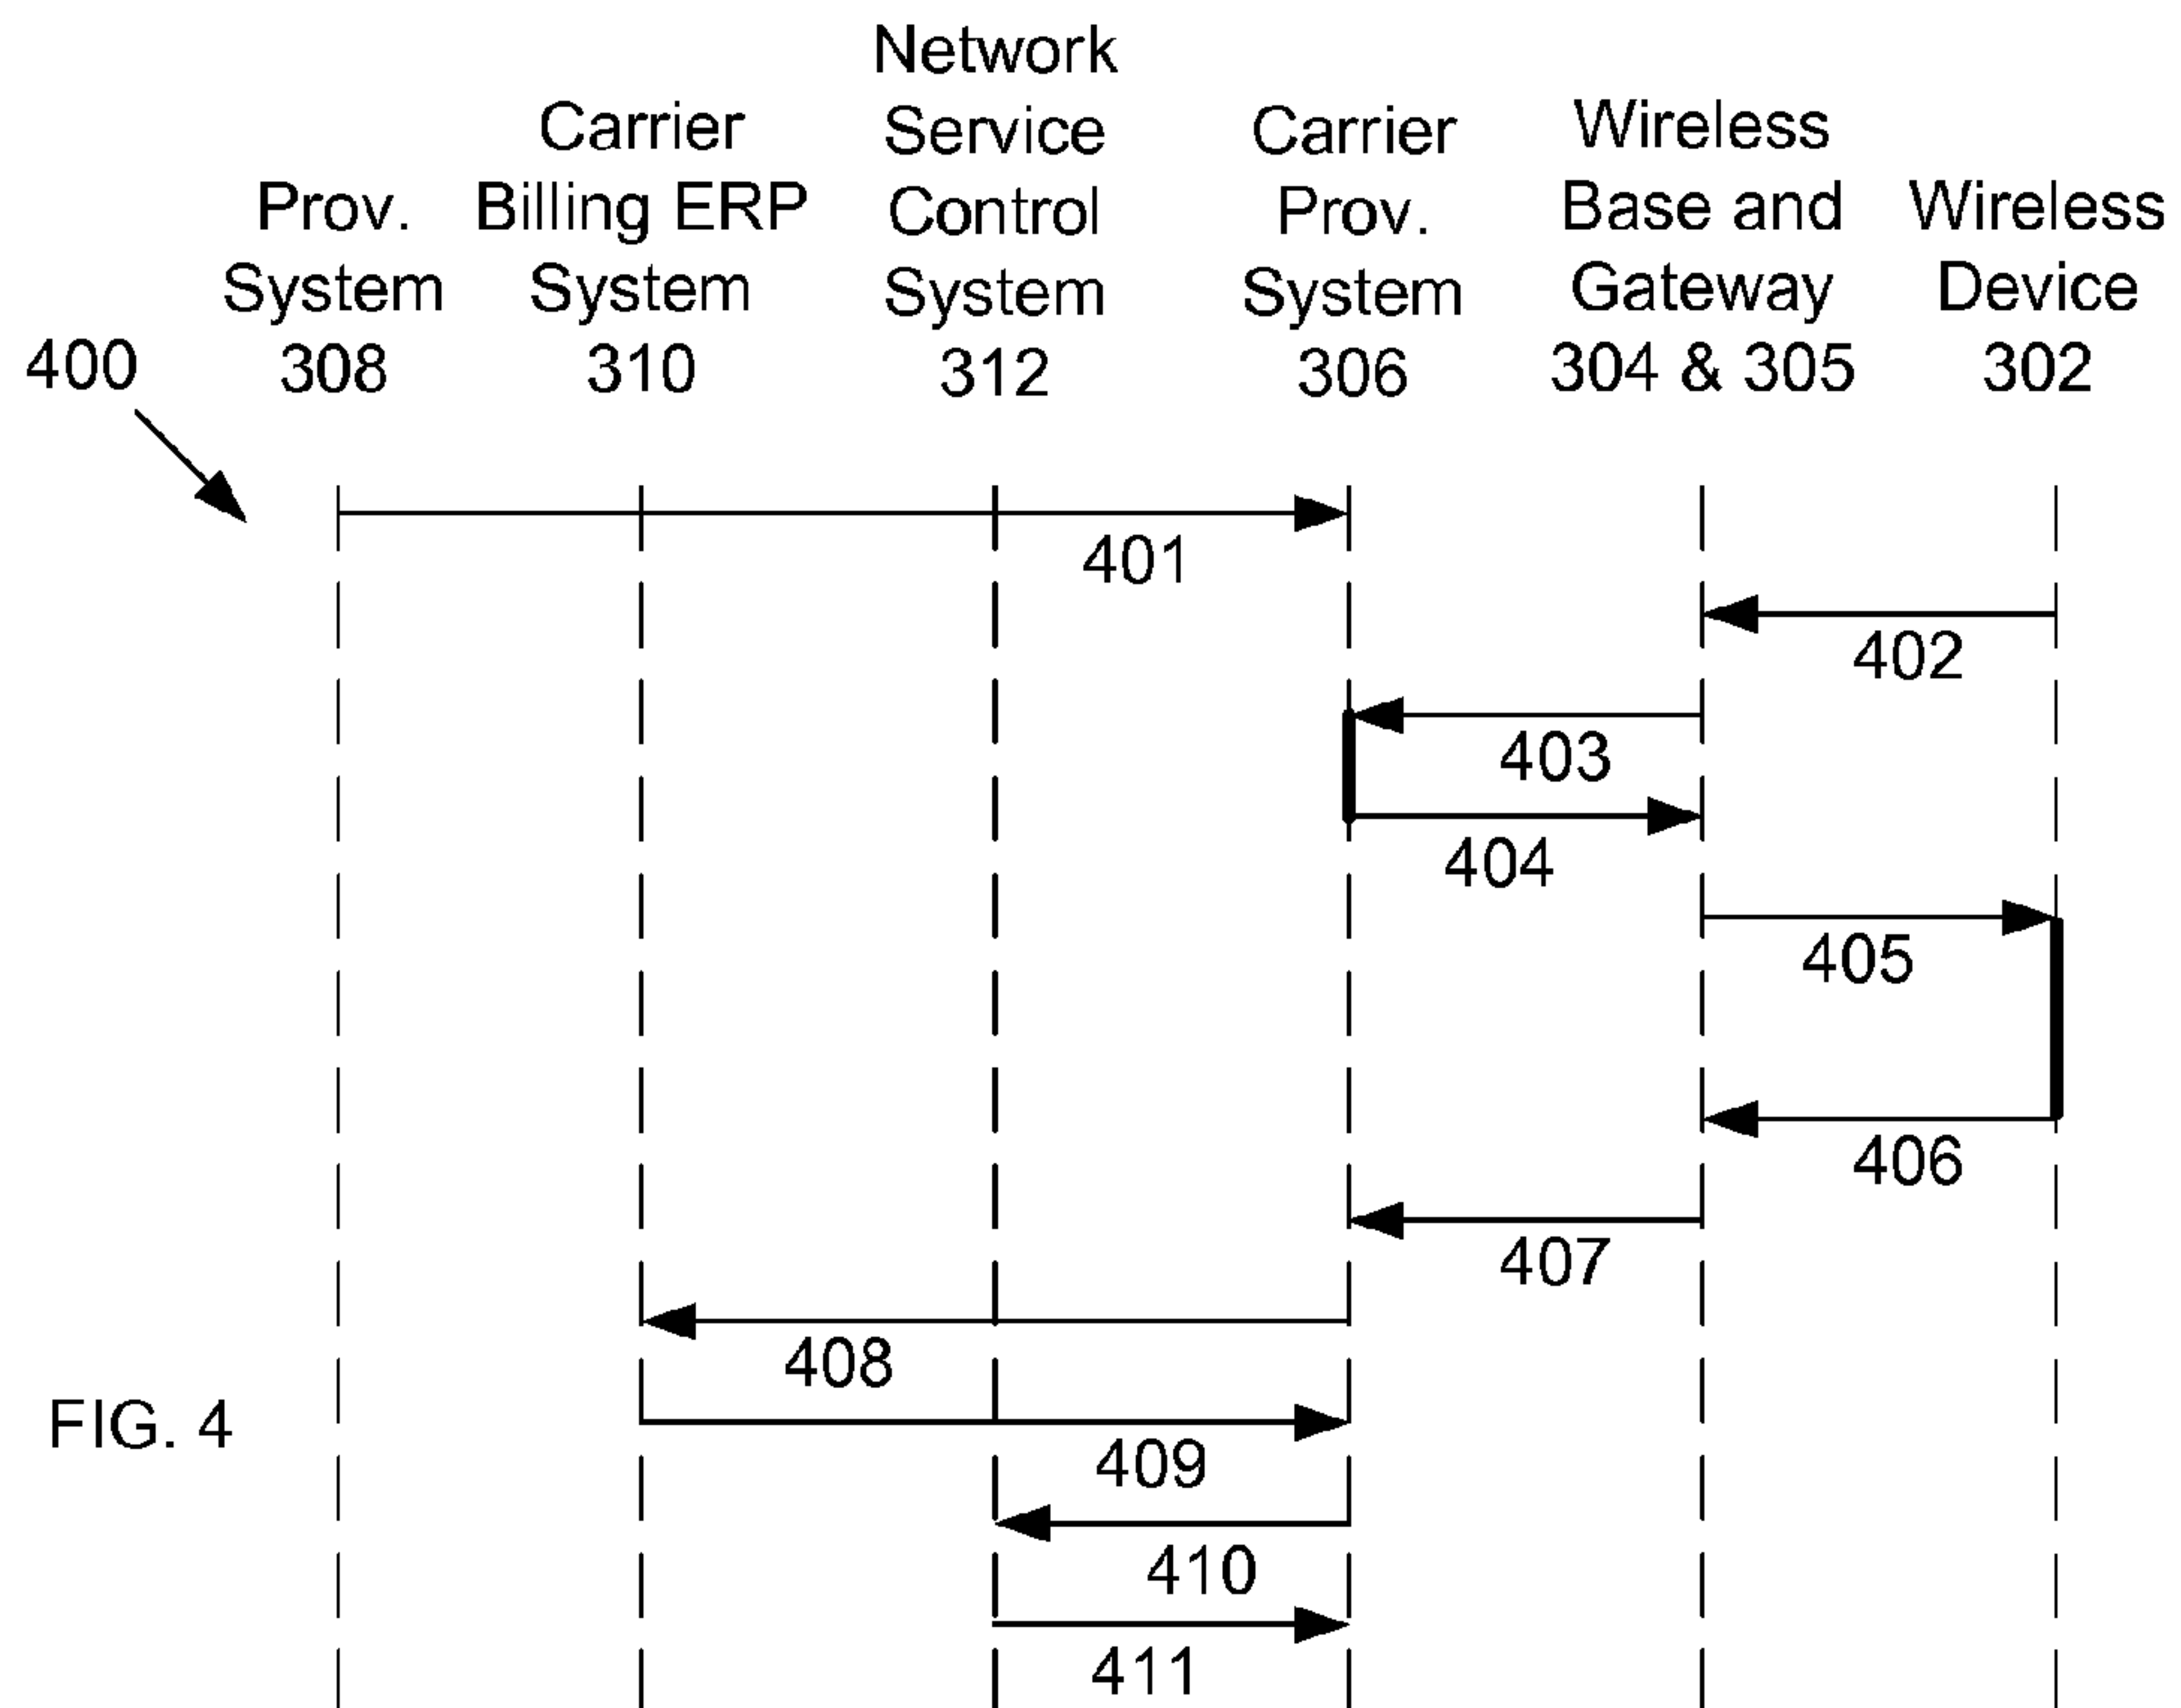 Prov.
System
308
Carrier
Billing ERP
System
310
Network
Service
Control
System
312
Carrier
Prov.
System
306
Wireless
Base and
Gateway
304 & 305
Wireless
Device
302
400
401
402
403
404
405
406
407
408
409
410
411
FIG. 4